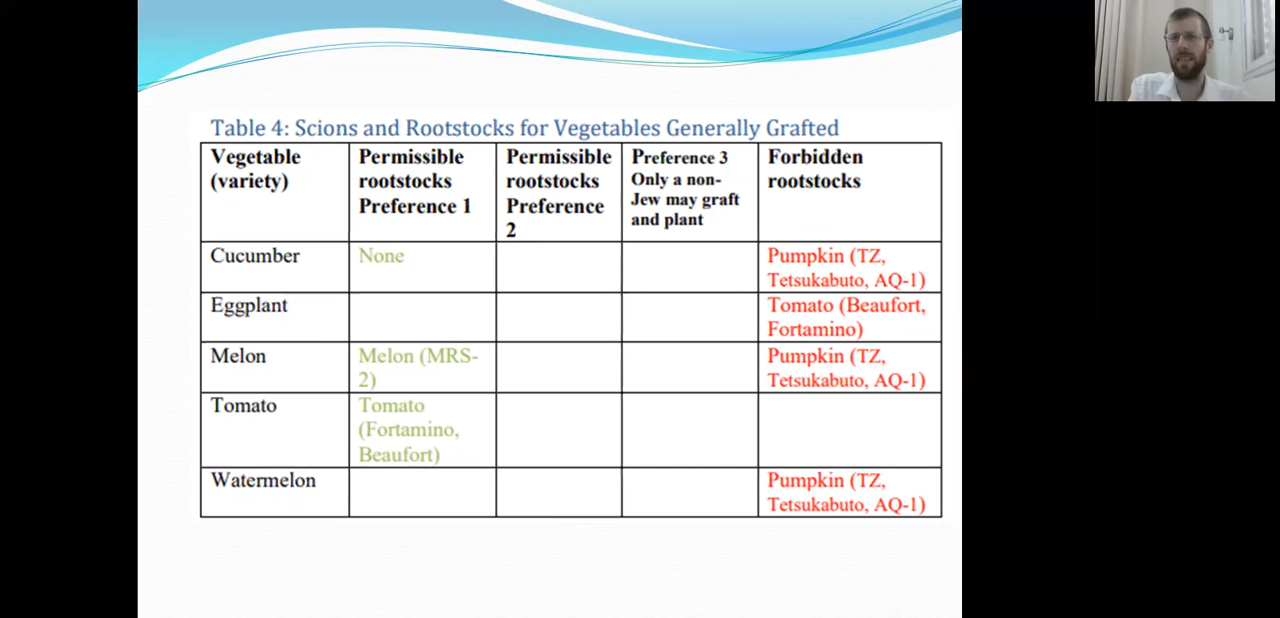 Table 4: Scions and Rootstocks for Vegetables Generally Grafted
Vegetable
(variety)
Permissible
rootstocks
Preference 1
Permissible
rootstocks
Preference
2
Preference 3
Only a non-
Jew may graft
and plant
Forbidden
rootstocks
Cucumber
None
Pumpkin (TZ,
Tetsukabuto, AQ-1)
Eggplant
Tomato (Beaufort,
Fortamino)
Melon
Melon (MRS-
2)
Pumpkin (TZ,
Tetsukabuto, AQ-1)
Tomato
Tomato
(Fortamino,
Beaufort)
Watermelon
Pumpkin (TZ,
Tetsukabuto, AQ-1)